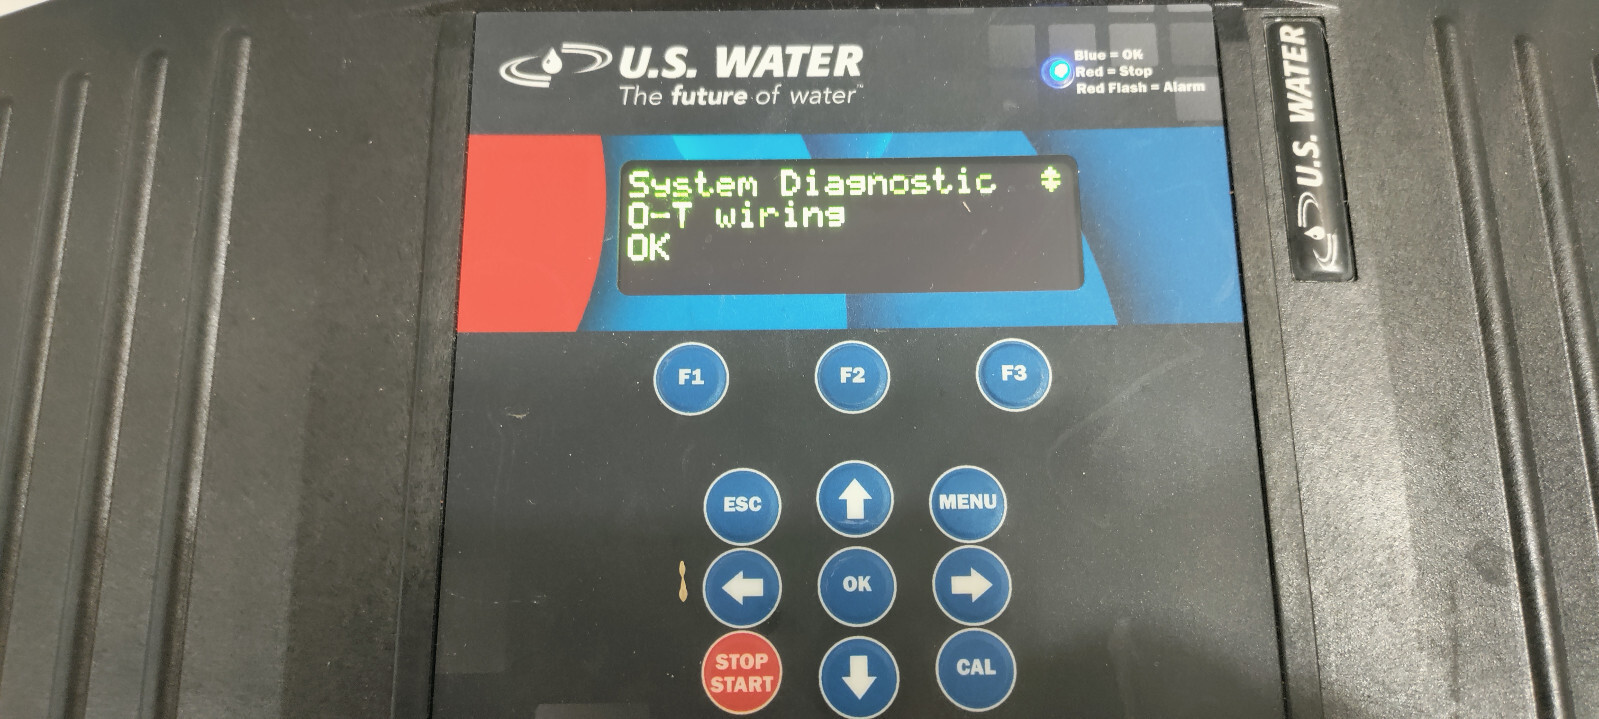 U.S. WATER
The future of water™
Blue = OK
Red = Stop
Red Flash = Alarm
U.S. WATER
System Diagnostic
O-T wiring
OK
F1
F2
F3
ESC
MENU
OK
STOP
START
CAL